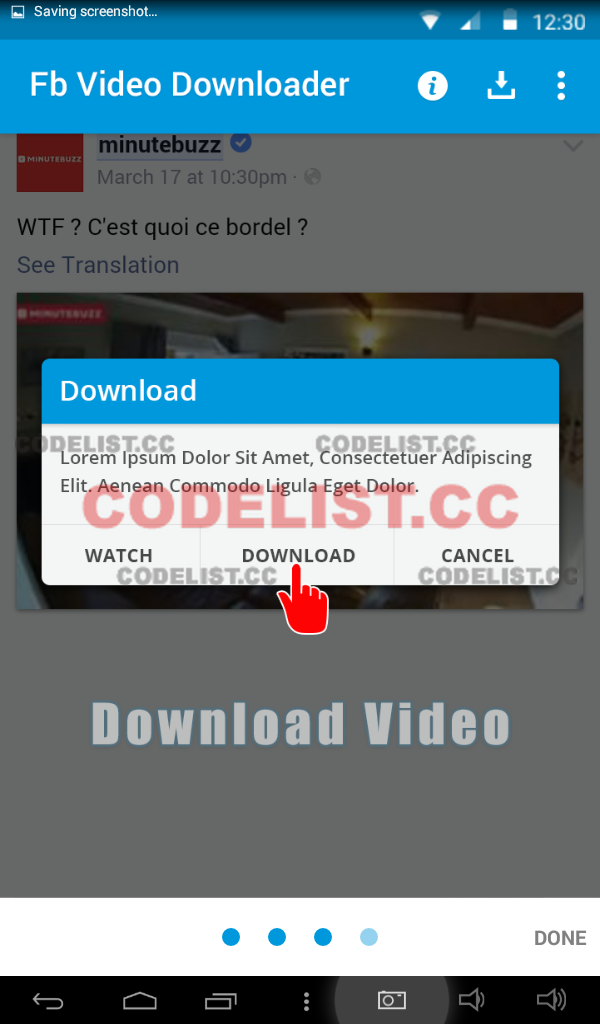 Saving screenshot...
12:30
Fb Video Downloader
MINUTEBUZZ
minutebuzz
March 17 at 10:30pm ·
WTF ? C'est quoi ce bordel ?
See Translation
MINUTEBUZZ
Download
CODELIST.CC CODELIST.CC
Lorem Ipsum Dolor Sit Amet, Consectetuer Adipiscing
Elit. Aenean Commodo Ligula Eget Dolor.
CODELIST.CC
WATCH DOWNLOAD CANCEL
CODELIST.CC CODELIST.CC
Download Video
DONE